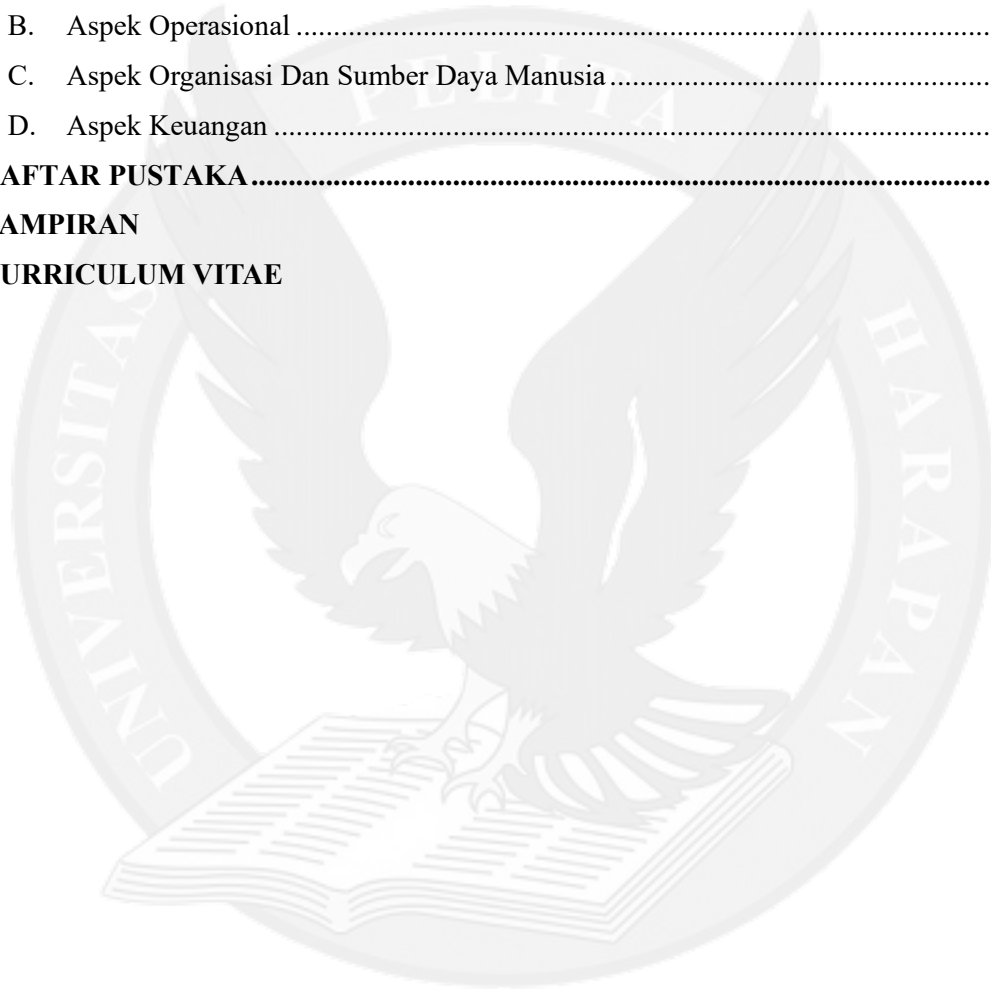 B. Aspek Operasional ........................................................................................
C. Aspek Organisasi Dan Sumber Daya Manusia ..................................................
D. Aspek Keuangan ...........................................................................................
AFTAR PUSTAKA ............................................................................................
AMPIRAN
URRICULUM VITAE
UNIVERSITAS PELITA HARAPAN